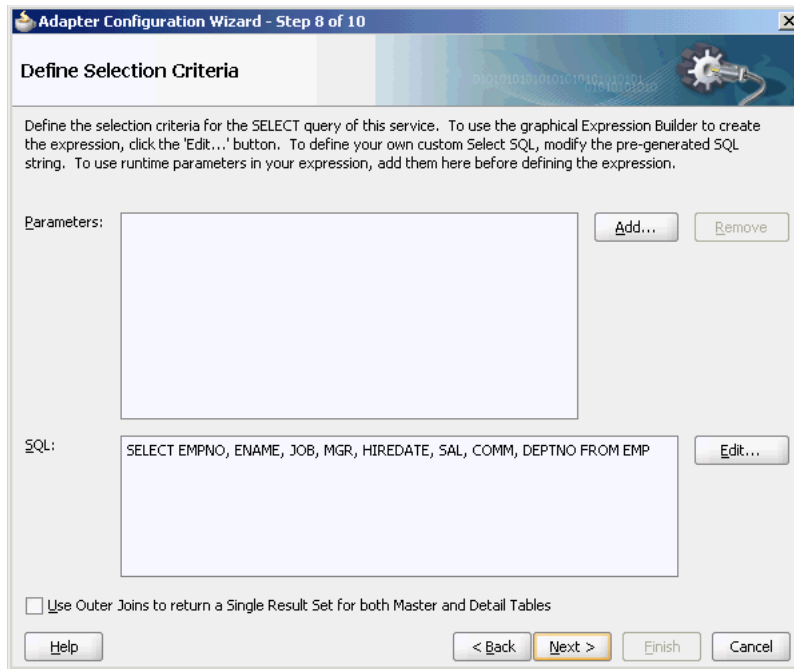 Adapter Configuration Wizard - Step 8 of 10
Define Selection Criteria
Define the selection criteria for the SELECT query of this service. To use the graphical Expression Builder to create
the expression, click the 'Edit...' button. To define your own custom Select SQL, modify the pre-generated SQL
string. To use runtime parameters in your expression, add them here before defining the expression.
Parameters:
Add...
Remove
SQL:
SELECT EMPNO, ENAME, JOB, MGR, HIREDATE, SAL, COMM, DEPTNO FROM EMP
Edit...
Use Outer Joins to return a Single Result Set for both Master and Detail Tables
Help
< Back
Next >
Finish
Cancel